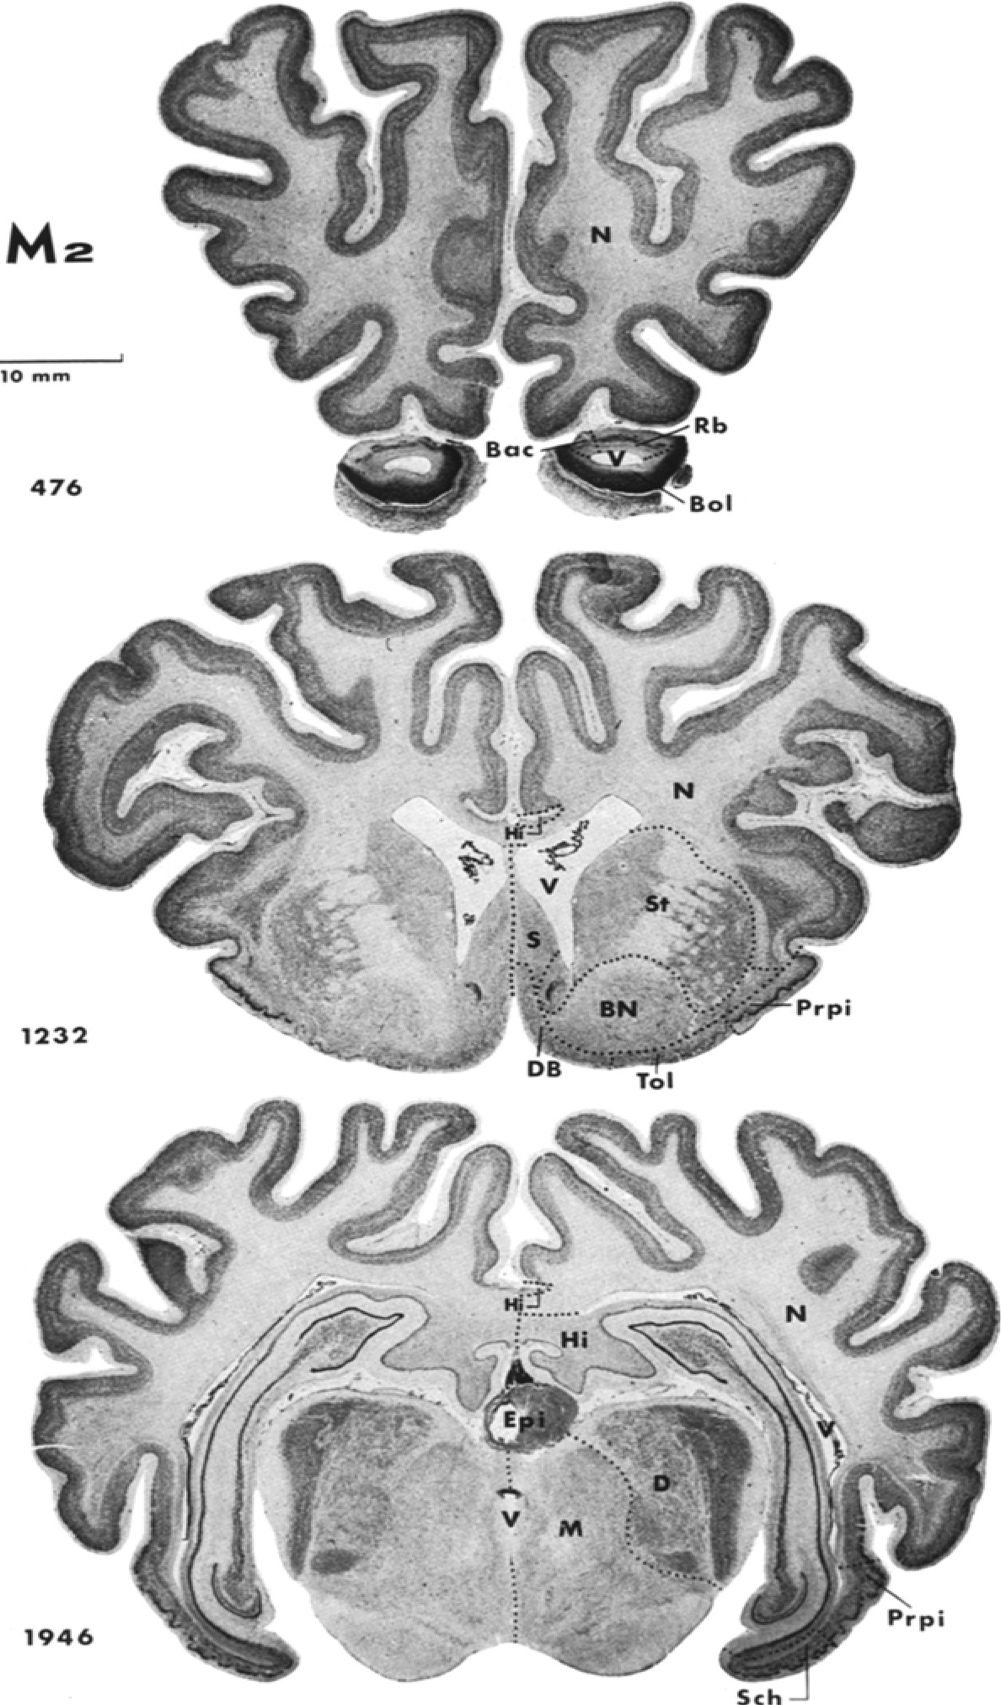 N
M2
10 mm
Rb
Bac
V
476
Bol
N
Hi
V
St
S
BN
Prpi
1232
DB
Tol
Hi
N
Hi
Epi
V
D
V
M
Prpi
1946
Sch